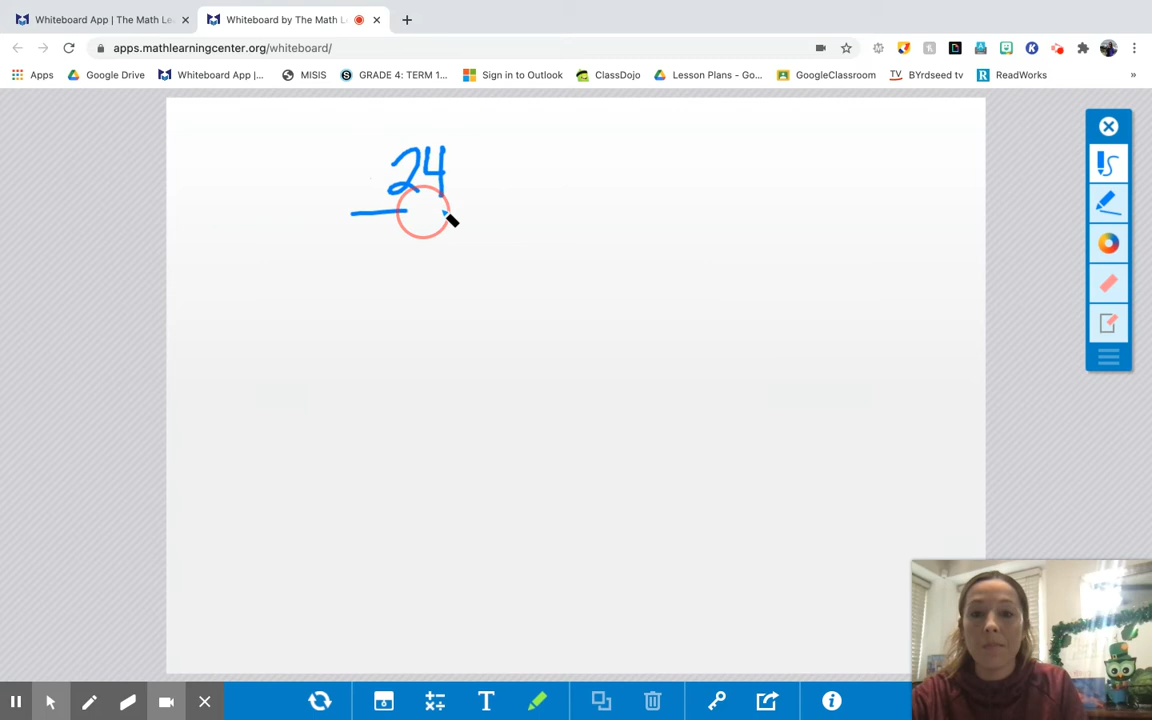 Whiteboard App | The Math Le
Whiteboard by The Math L
apps.mathlearningcenter.org/whiteboard/
Apps
Google Drive
Whiteboard App |...
MISIS
GRADE 4: TERM 1...
Sign in to Outlook
ClassDojo
Lesson Plans - Go...
GoogleClassroom
TV BYrdseed tv
R ReadWorks
»
24
T